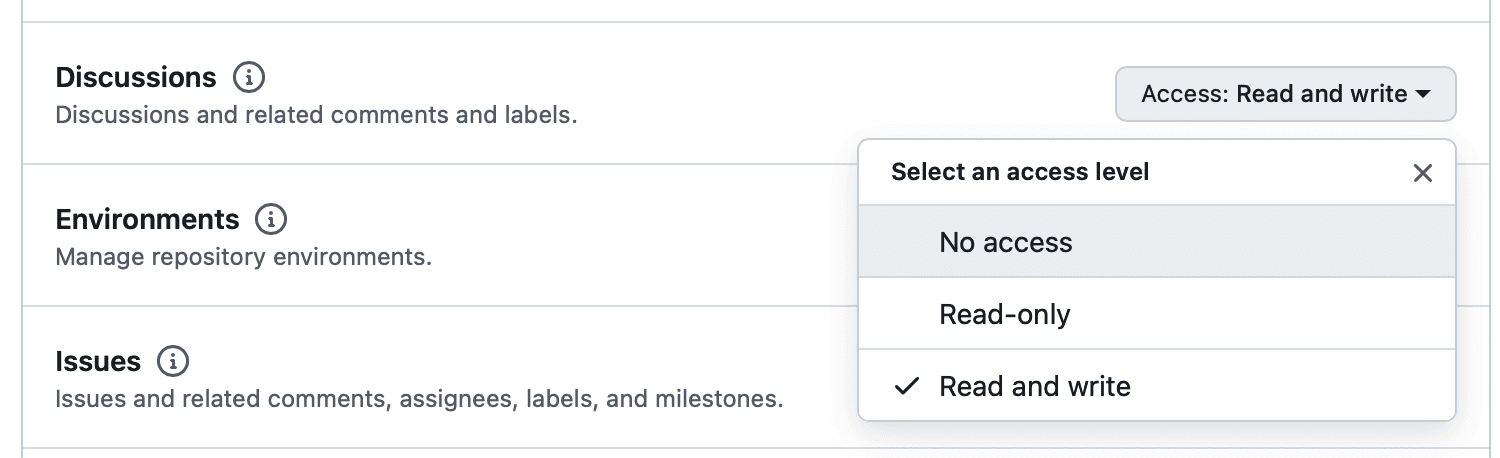 Discussions
Discussions and related comments and labels.
Access: Read and write
Select an access level
No access
Read-only
Read and write
Environments
Manage repository environments.
Issues
Issues and related comments, assignees, labels, and milestones.